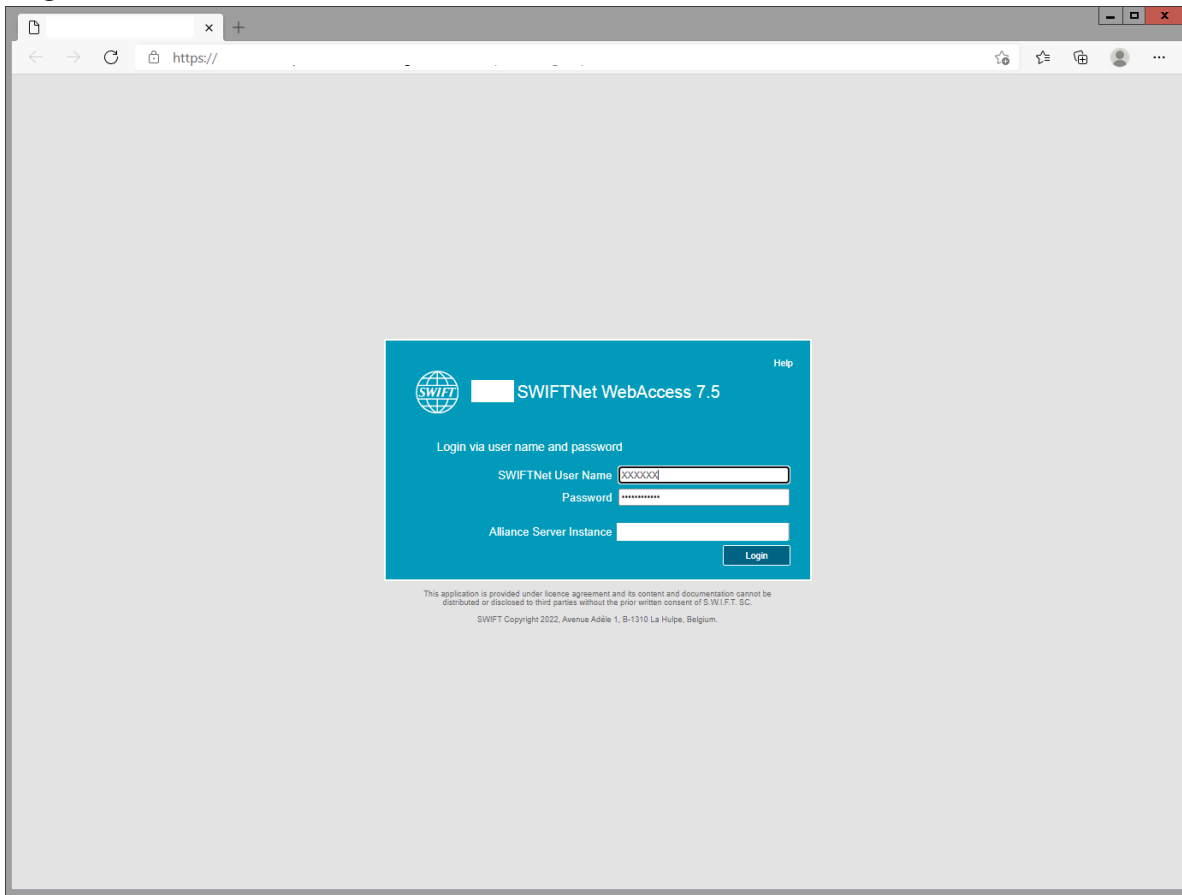 https://
Help
SWIFT
SWIFTNet WebAccess 7.5
Login via user name and password
SWIFTNet User Name XXXXXX
Password ••••••••••••
Alliance Server Instance
Login
This application is provided under licence agreement and its content and documentation cannot be
distributed or disclosed to third parties without the prior written consent of S.W.I.F.T. SC.
SWIFT Copyright 2022, Avenue Adèle 1, B-1310 La Hulpe, Belgium.